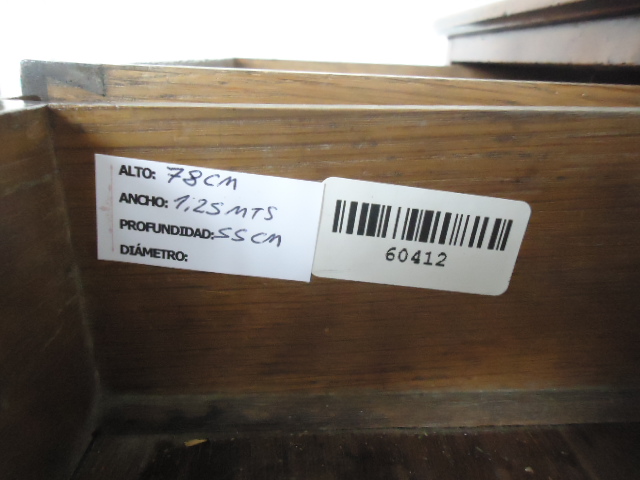 ALTO: 78CM
ANCHO: 1,25 MTS
PROFUNDIDAD: 55 CM
DIÁMETRO:
60412